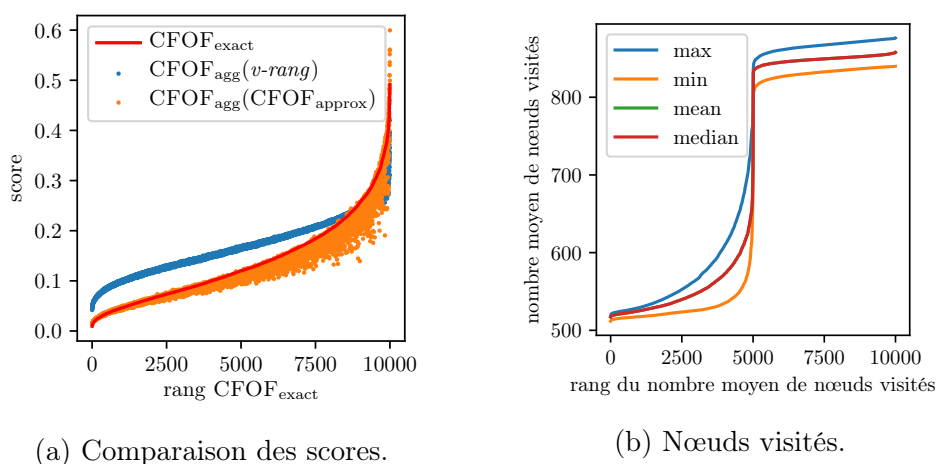 0.6
0.5
0.4
0.3
0.2
0.1
0.0
score
CFOF_exact
CFOF_agg(v-rang)
CFOF_agg(CFOF_approx)
0 2500 5000 7500 10000
rang CFOF_exact
(a) Comparaison des scores.
800
700
600
500
nombre moyen de nœuds visités
max
min
mean
median
0 2500 5000 7500 10000
rang du nombre moyen de nœuds visités
(b) Nœuds visités.